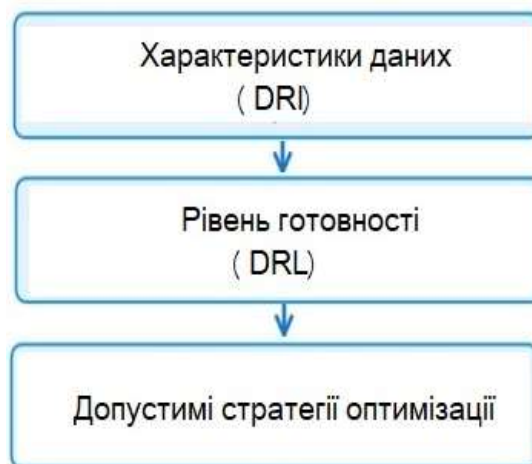 Характеристики даних
( DRI)
Рівень готовності
( DRL)
Допустимі стратегії оптимізації